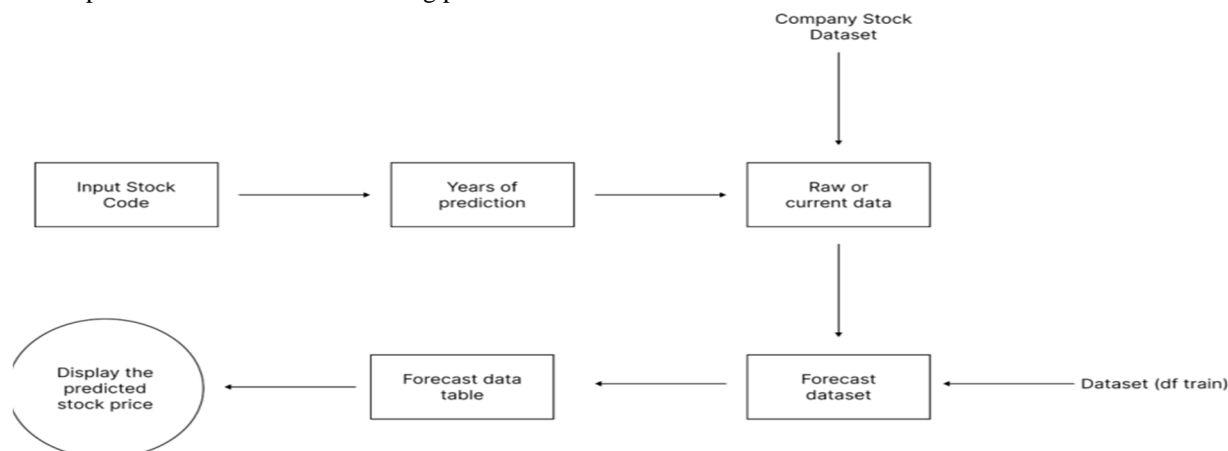 Company Stock
Dataset
Input Stock
Code
Years of
prediction
Raw or
current data
Display the
predicted
stock price
Forecast data
table
Forecast
dataset
Dataset (df train)